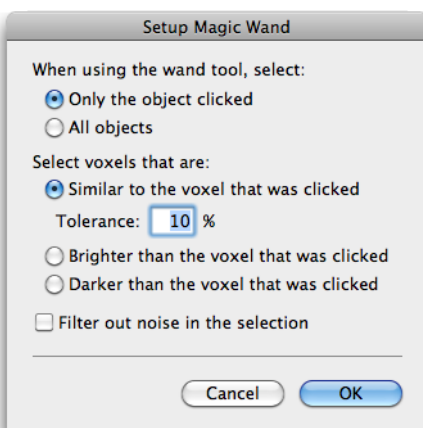 Setup Magic Wand
When using the wand tool, select:
Only the object clicked
All objects
Select voxels that are:
Similar to the voxel that was clicked
Tolerance: 10 %
Brighter than the voxel that was clicked
Darker than the voxel that was clicked
Filter out noise in the selection
Cancel OK